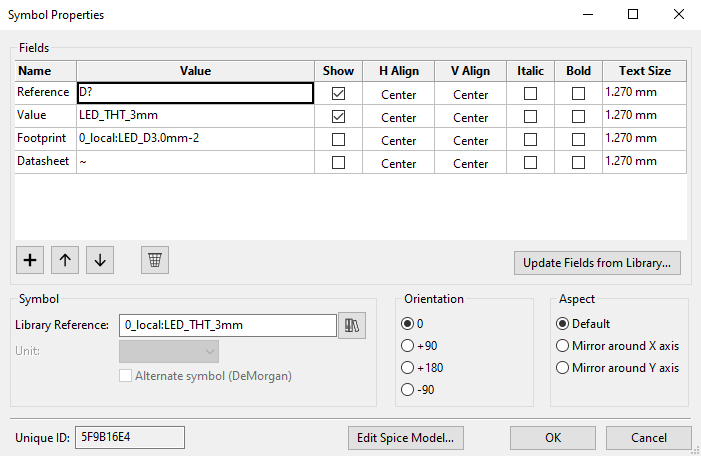 Symbol Properties
Fields
Name Value Show H Align V Align Italic Bold Text Size
Reference D? Center Center 1.270 mm
Value LED_THT_3mm Center Center 1.270 mm
Footprint 0_local:LED_D3.0mm-2 Center Center 1.270 mm
Datasheet ~ Center Center 1.270 mm
Update Fields from Library...
Symbol
Library Reference: 0_local:LED_THT_3mm
Unit:
Alternate symbol (DeMorgan)
Orientation
0
+90
+180
-90
Aspect
Default
Mirror around X axis
Mirror around Y axis
Unique ID: 5F9B16E4
Edit Spice Model...
OK
Cancel